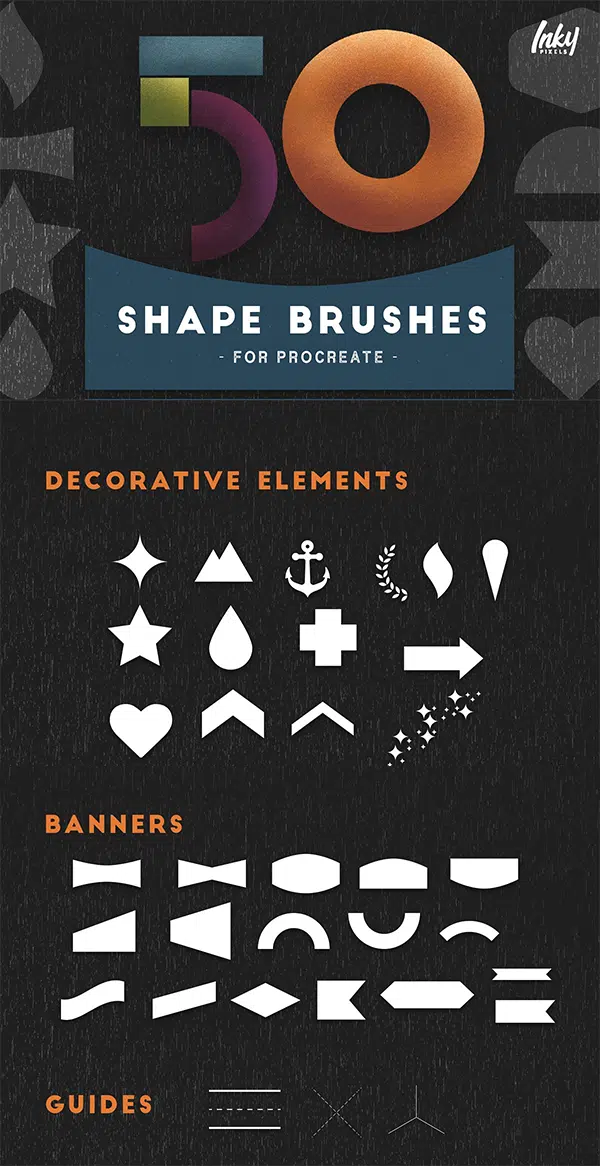 Inky
PIXELS
50
SHAPE BRUSHES
- FOR PROCREATE -
DECORATIVE ELEMENTS
BANNERS
GUIDES